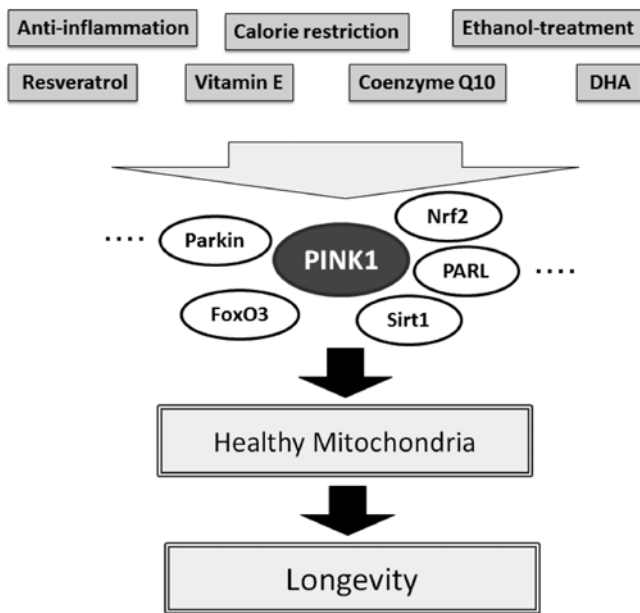 Anti-inflammation
Calorie restriction
Ethanol-treatment
Resveratrol
Vitamin E
Coenzyme Q10
DHA
Nrf2
....
Parkin
PINK1
PARL
....
FoxO3
Sirt1
Healthy Mitochondria
Longevity